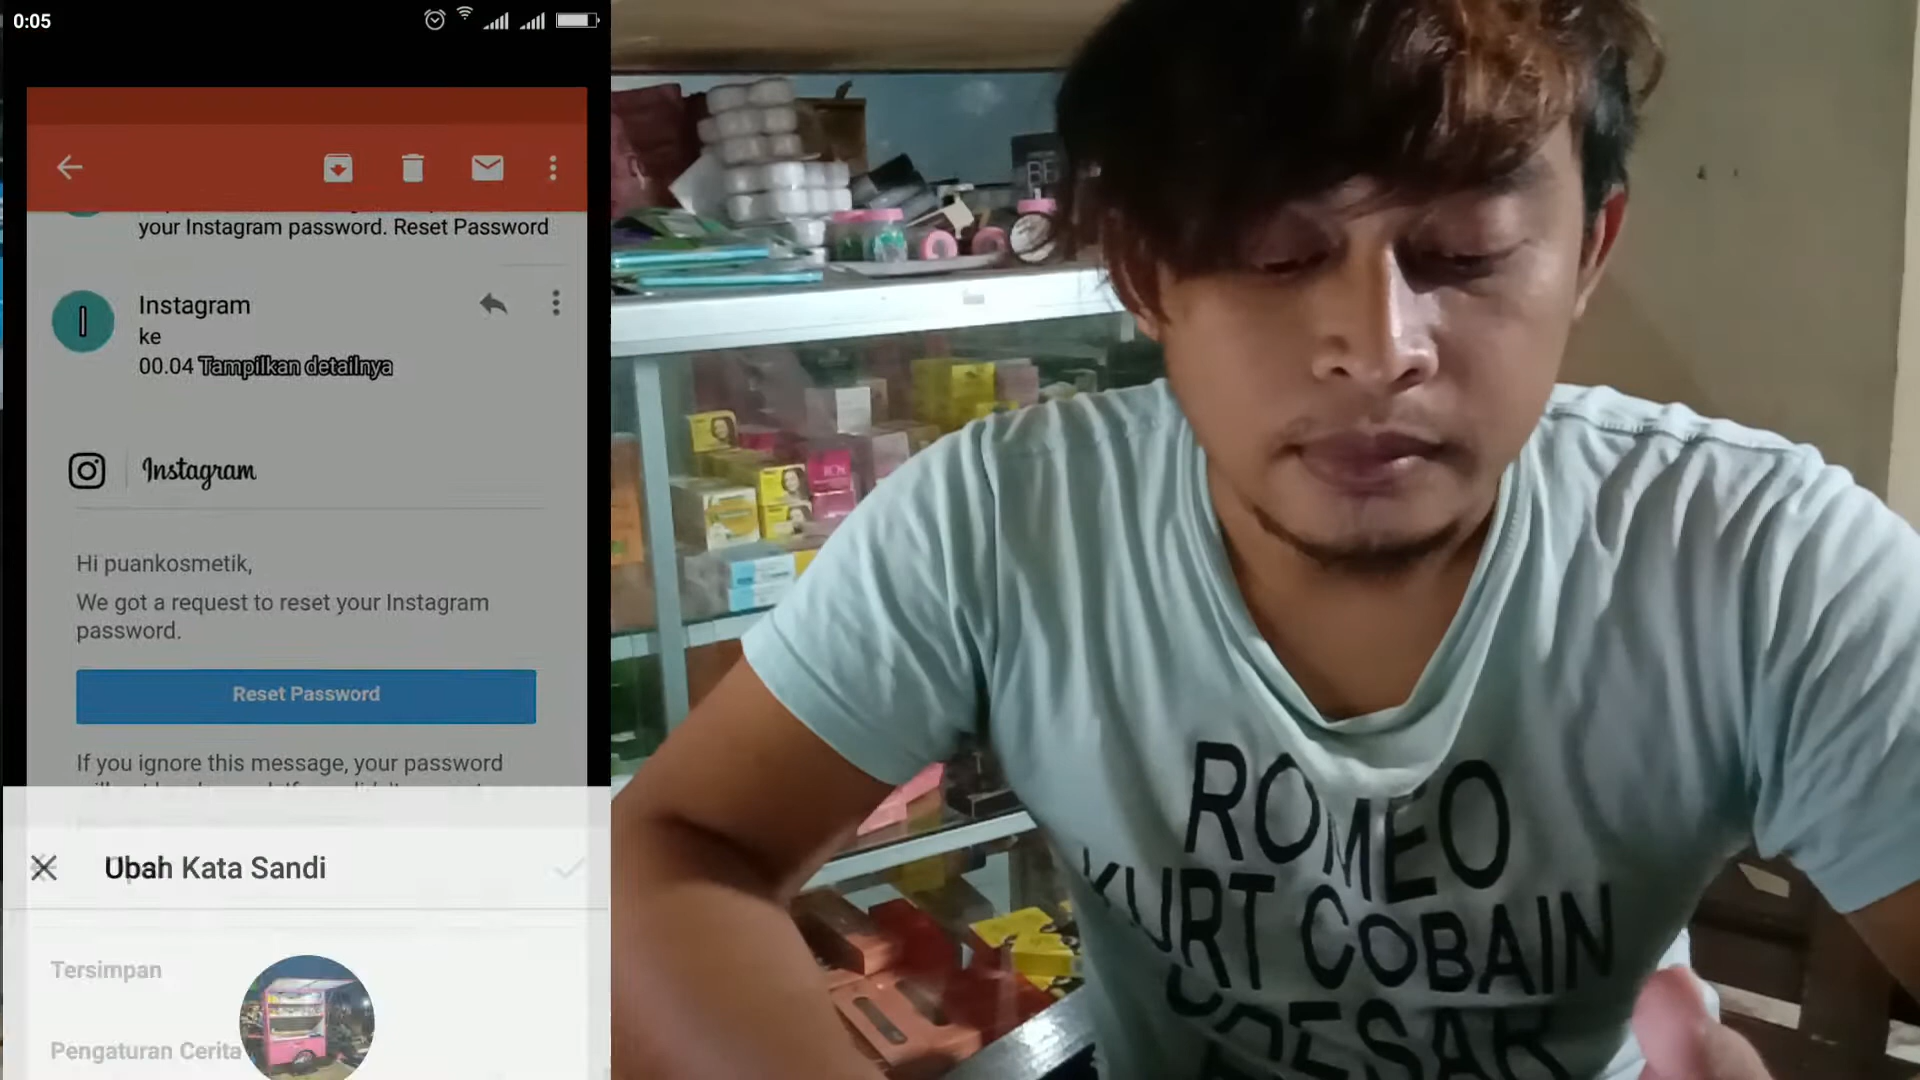 0:05
your Instagram password. Reset Password
Instagram
ke
00.04 Tampilkan detailnya
Instagram
Hi puankosmetik,
We got a request to reset your Instagram
password.
Reset Password
If you ignore this message, your password
Ubah Kata Sandi
Tersimpan
Pengaturan Cerita
BE
ROMEO
KURT COBAIN